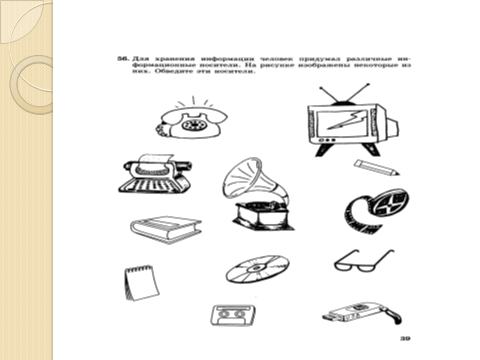 56. Для хранения информации человек придумал различные ин-
формационные носители. На рисунке изображены некоторые из
них. Обведите эти носители.
39